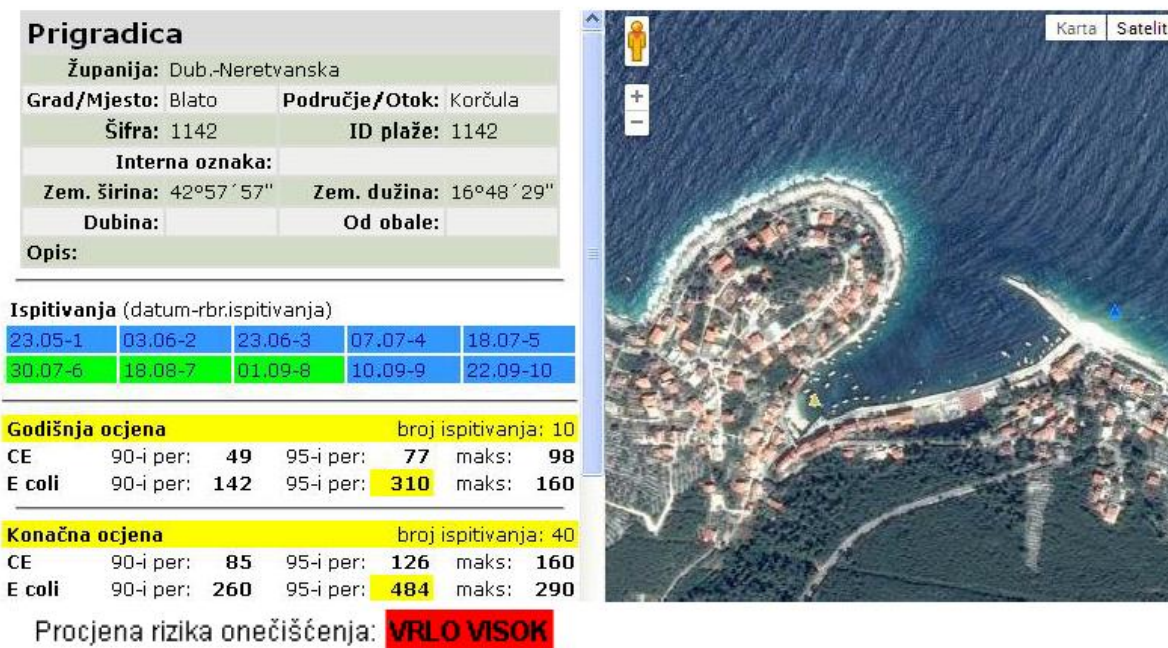 Prigradica
Županija: Dub.-Neretvanska
Grad/Mjesto: Blato Područje/Otok: Korčula
Šifra: 1142 ID plaže: 1142
Interna oznaka:
Zem. širina: 42°57´57" Zem. dužina: 16°48´29"
Dubina: Od obale:
Opis:
Ispitivanja (datum-rbr.ispitivanja)
23.05-1 03.06-2 23.06-3 07.07-4 18.07-5
30.07-6 18.08-7 01.09-8 10.09-9 22.09-10
Godišnja ocjena broj ispitivanja: 10
CE 90-i per: 49 95-i per: 77 maks: 98
E coli 90-i per: 142 95-i per: 310 maks: 160
Konačna ocjena broj ispitivanja: 40
CE 90-i per: 85 95-i per: 126 maks: 160
E coli 90-i per: 260 95-i per: 484 maks: 290
Procjena rizika onečišćenja: VRLO VISOK
Karta Satelit